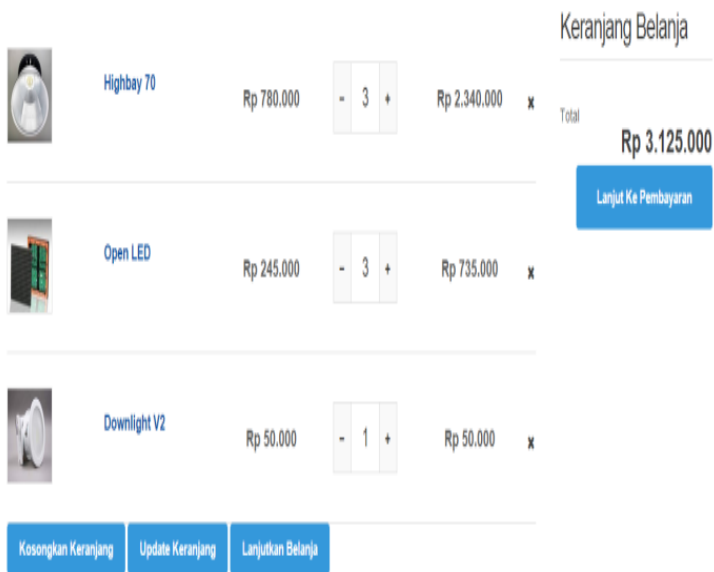 Keranjang Belanja
Highbay 70
Rp 780.000 - 3 + Rp 2.340.000 x
Total
Rp 3.125.000
Lanjut Ke Pembayaran
Open LED
Rp 245.000 - 3 + Rp 735.000 x
Downlight V2
Rp 50.000 - 1 + Rp 50.000 x
Kosongkan Keranjang Update Keranjang Lanjutkan Belanja